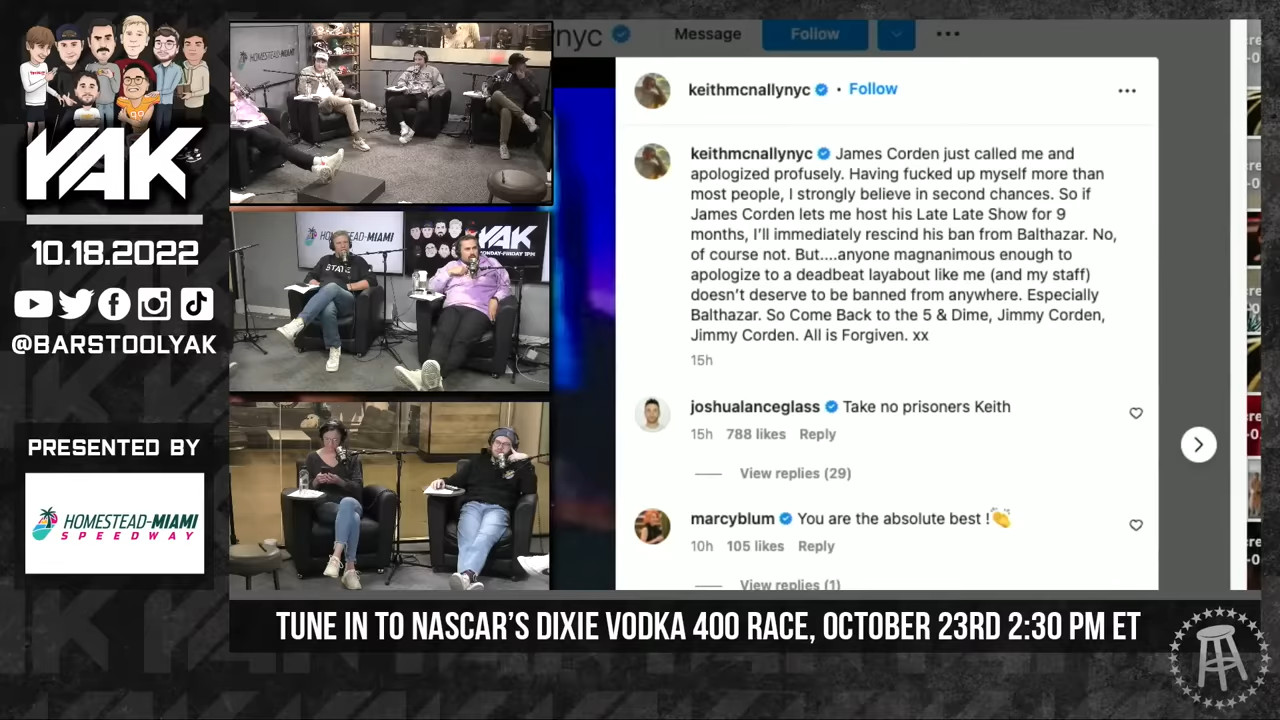 YAK
10.18.2022
@BARSTOOLYAK
PRESENTED BY
HOMESTEAD-MIAMI
SPEEDWAY
HOMESTEAD-MIAMI
HOMESTEAD-MIAMI
YAK
MONDAY-FRIDAY 1PM
STATE
nyc
Message
Follow
keithmcnallynyc • Follow
keithmcnallynyc James Corden just called me and
apologized profusely. Having fucked up myself more than
most people, I strongly believe in second chances. So if
James Corden lets me host his Late Late Show for 9
months, I'll immediately rescind his ban from Balthazar. No,
of course not. But....anyone magnanimous enough to
apologize to a deadbeat layabout like me (and my staff)
doesn't deserve to be banned from anywhere. Especially
Balthazar. So Come Back to the 5 & Dime, Jimmy Corden,
Jimmy Corden. All is Forgiven. xx
15h
joshualanceglass Take no prisoners Keith
15h 788 likes Reply
View replies (29)
marcyblum You are the absolute best !👏
10h 105 likes Reply
View replies (1)
TUNE IN TO NASCAR'S DIXIE VODKA 400 RACE, OCTOBER 23RD 2:30 PM ET